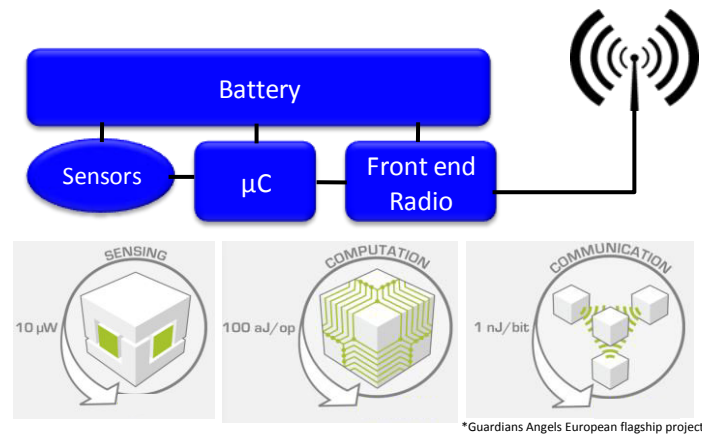 Battery
Sensors
µC
Front end
Radio
SENSING
10 µW
COMPUTATION
100 aJ/op
COMMUNICATION
1 nJ/bit
*Guardians Angels European flagship project